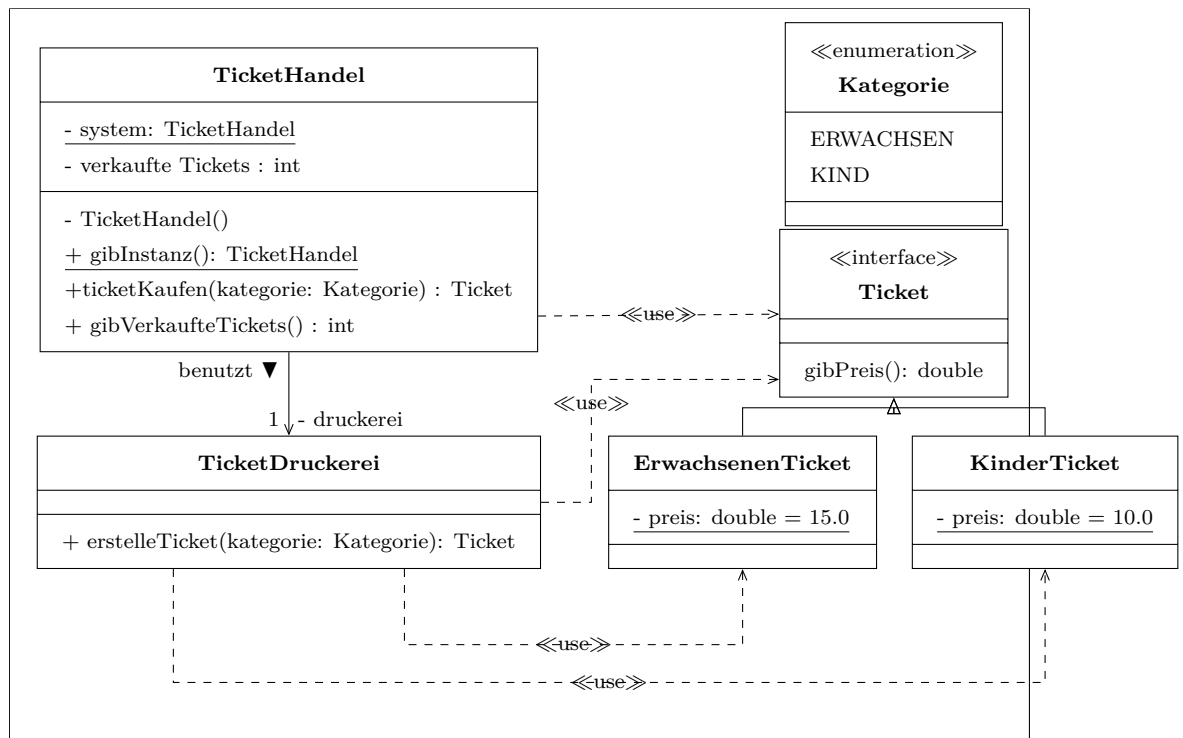 TicketHandel
- system: TicketHandel
- verkaufte Tickets : int
- TicketHandel()
+ gibInstanz(): TicketHandel
+ticketKaufen(kategorie: Kategorie) : Ticket
+ gibVerkaufteTickets() : int
≪enumeration≫
Kategorie
ERWACHSEN
KIND
≪interface≫
Ticket
gibPreis(): double
≪use≫
benutzt ▼
1 - druckerei
≪use≫
TicketDruckerei
+ erstelleTicket(kategorie: Kategorie): Ticket
ErwachsenenTicket
- preis: double = 15.0
KinderTicket
- preis: double = 10.0
≪use≫
≪use≫